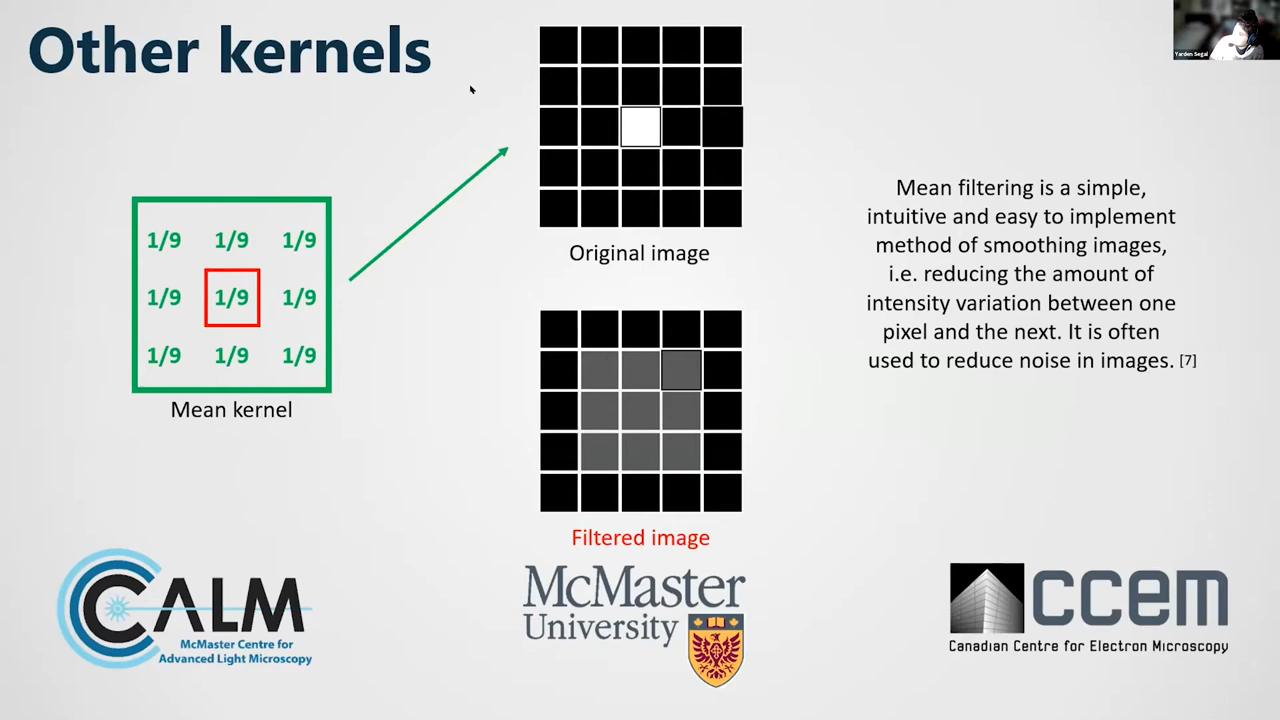 Other kernels
Yarden Segal
1/9 1/9 1/9
1/9 1/9 1/9
1/9 1/9 1/9
Mean kernel
Original image
Filtered image
Mean filtering is a simple,
intuitive and easy to implement
method of smoothing images,
i.e. reducing the amount of
intensity variation between one
pixel and the next. It is often
used to reduce noise in images. [7]
CALM
McMaster Centre for
Advanced Light Microscopy
McMaster
University
ccem
Canadian Centre for Electron Microscopy